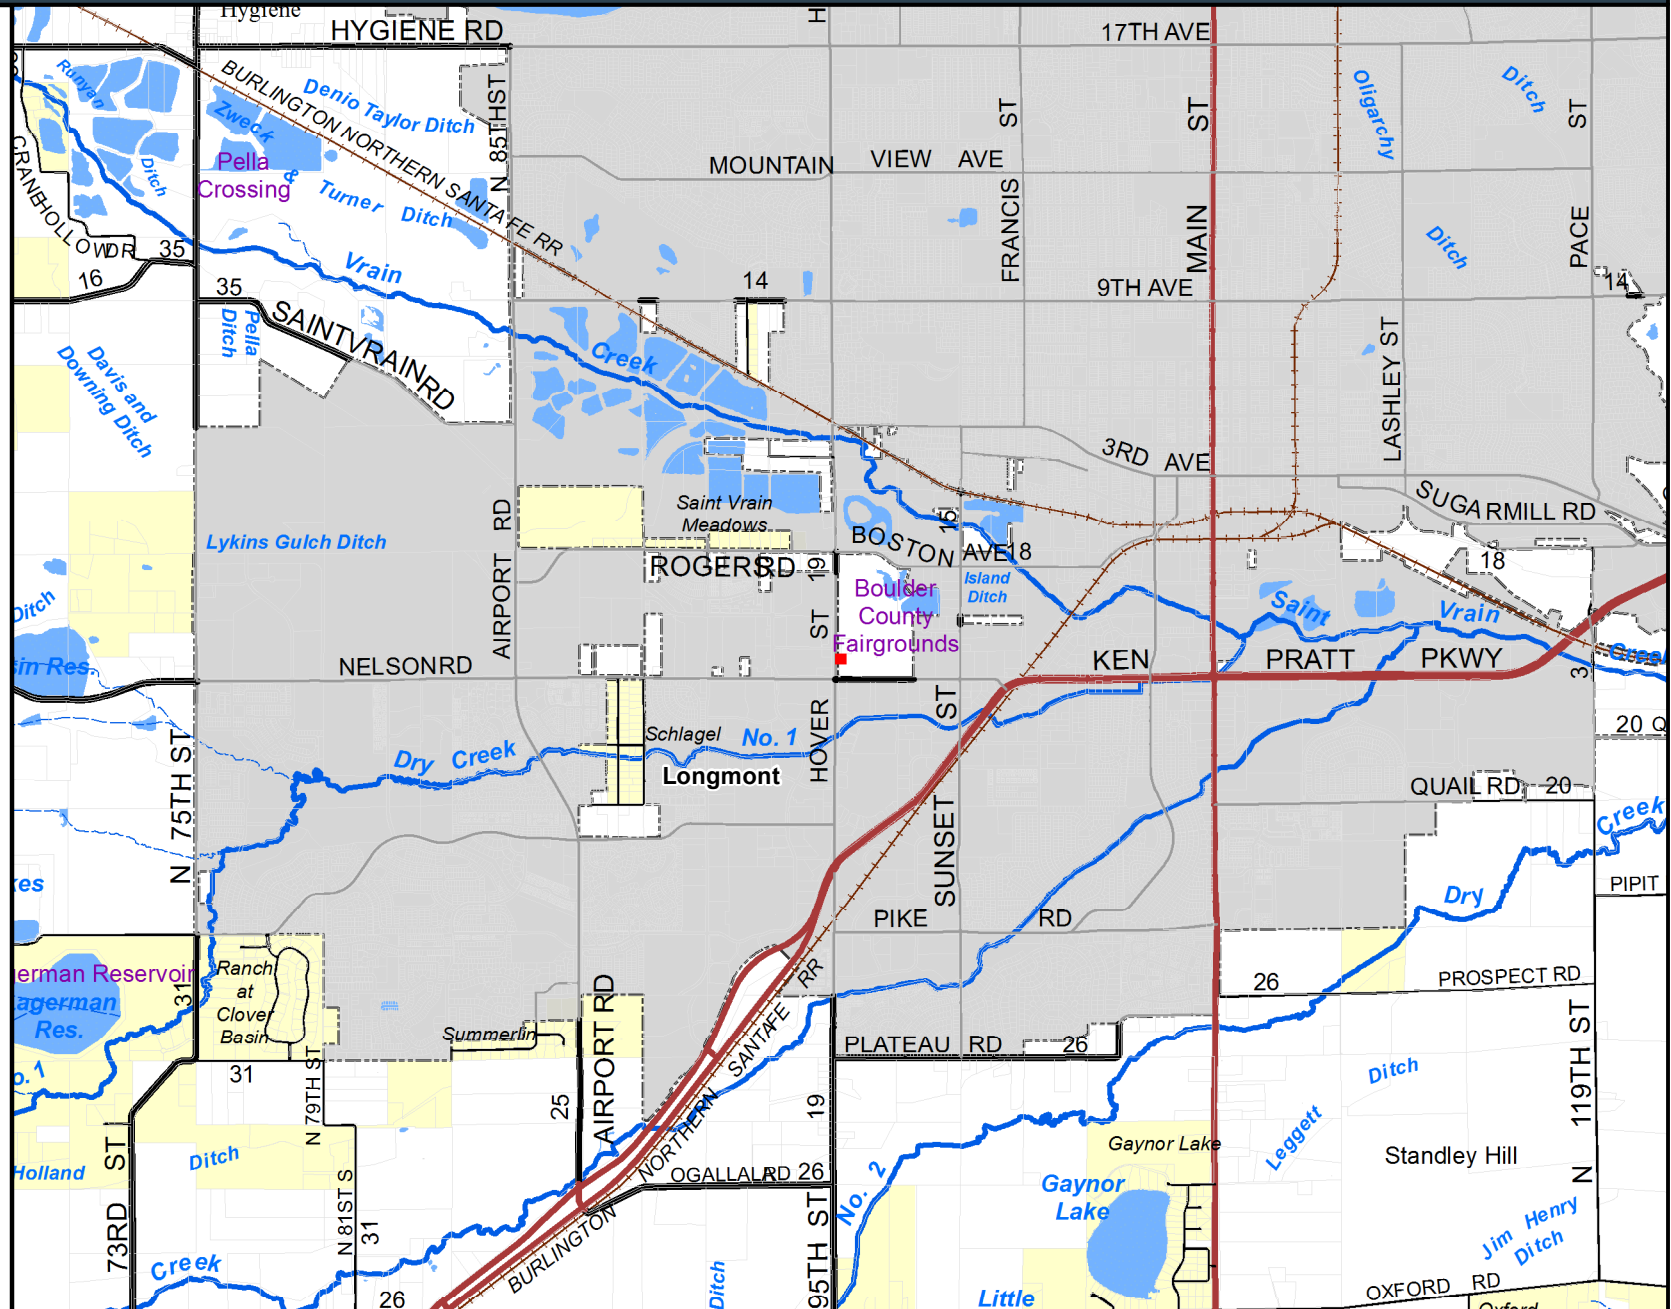 Hygiene
HYGIENE RD
H
17TH AVE
Runyan
Ditch
BURLINGTON NORTHERN SANTA FE RR
Denio Taylor Ditch
N 85TH ST
Zweck
& Turner Ditch
Pella
Crossing
MOUNTAIN VIEW AVE
FRANCIS ST
MAIN ST
Oligarchy
Ditch
Ditch
PACE ST
CRANE HOLLOW DR
35
16
35
Vrain
14
9TH AVE
14
SAINT VRAIN RD
Pella
Ditch
Davis and
Downing Ditch
Creek
LASHLEY ST
3RD AVE
SUGARMILL RD
Saint Vrain
Meadows
15
BOSTON AVE
18
18
Lykins Gulch Ditch
AIRPORT RD
ROGERS RD
19
Island
Ditch
Boulder
County
Fairgrounds
Ditch
Saint
Vrain
Creek
NELSON RD
KEN PRATT PKWY
3
HOVER ST
SUNSET ST
20
Schlagel
No. 1
Dry Creek
Longmont
N 75TH ST
QUAIL RD
20
Creek
Dry
PIPIT
PIKE RD
Ranch
at
Clover
Basin
31
Summerlin
AIRPORT RD
26
PROSPECT RD
PLATEAU RD
26
31
N 79TH ST
25
BURLINGTON NORTHERN SANTA FE RR
19
Ditch
119TH ST
N
Gaynor Lake
Leggett
Standley Hill
Holland
Ditch
73RD ST
N 81ST S
31
OGALLALA RD
26
No. 2
95TH ST
Gaynor
Lake
Jim Henry
Ditch
Creek
26
Ditch
Little
OXFORD RD
Oxford